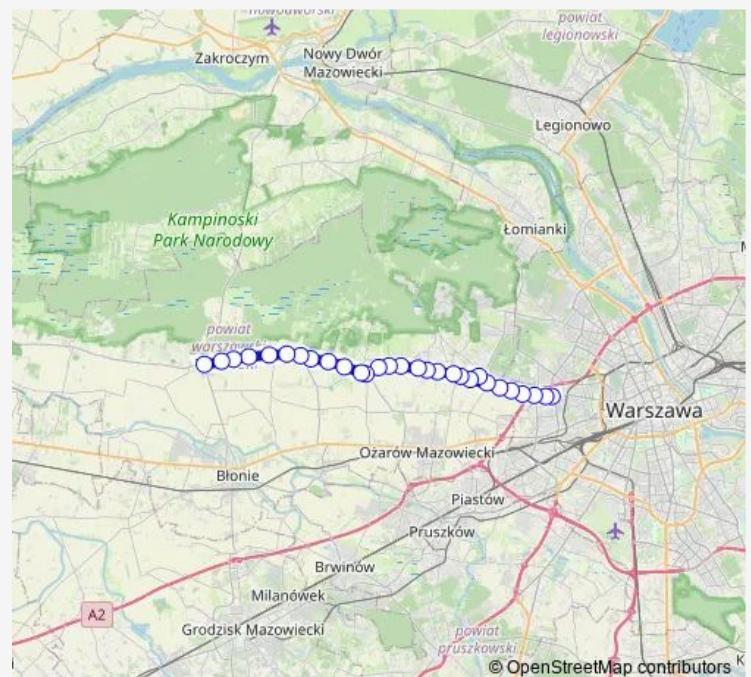 nowodworski
Zakroczym
Nowy Dwór
Mazowiecki
powiat
legionowski
Legionowo
Łomianki
Kampinoski
Park Narodowy
powiat
Warszawa
Ożarów Mazowiecki
Błonie
Piastów
Pruszków
Brwinów
Milanówek
A2
Grodzisk Mazowiecki
powiat
pruszkowski
© OpenStreetMap contributors